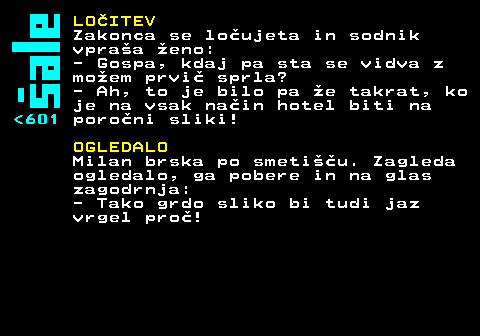 Šale
<601
LOČITEV
Zakonca se ločujeta in sodnik
vpraša ženo:
- Gospa, kdaj pa sta se vidva z
možem prvič sprla?
- Ah, to je bilo pa že takrat, ko
je na vsak način hotel biti na
poročni sliki!
OGLEDALO
Milan brska po smetišču. Zagleda
ogledalo, ga pobere in na glas
zagodrnja:
- Tako grdo sliko bi tudi jaz
vrgel proč!